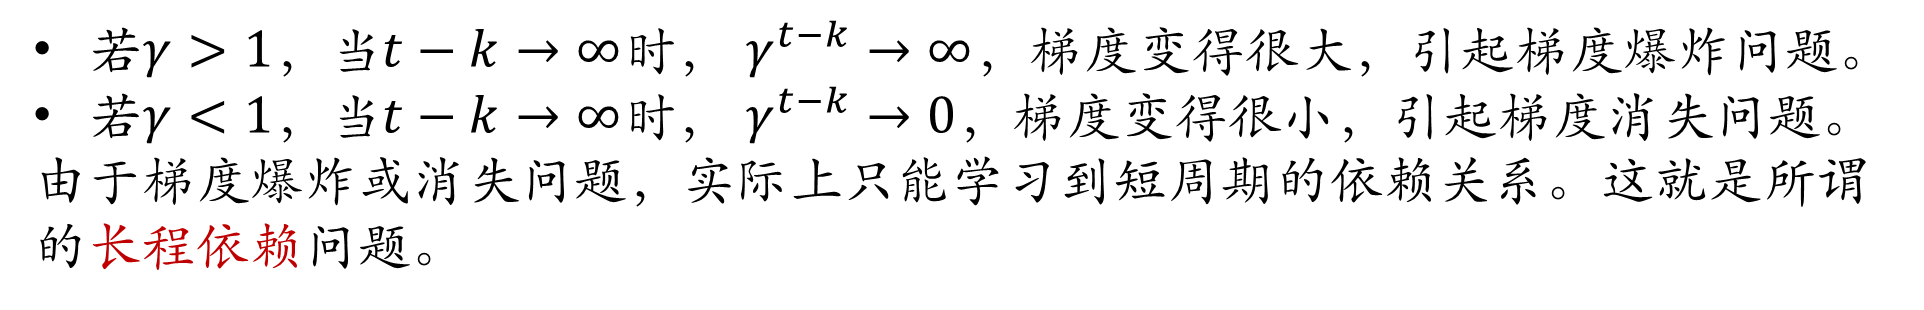 • 若γ > 1，当t − k → ∞时， γ^{t−k} → ∞，梯度变得很大，引起梯度爆炸问题。
• 若γ < 1，当t − k → ∞时， γ^{t−k} → 0，梯度变得很小，引起梯度消失问题。
由于梯度爆炸或消失问题，实际上只能学习到短周期的依赖关系。这就是所谓
的长程依赖问题。